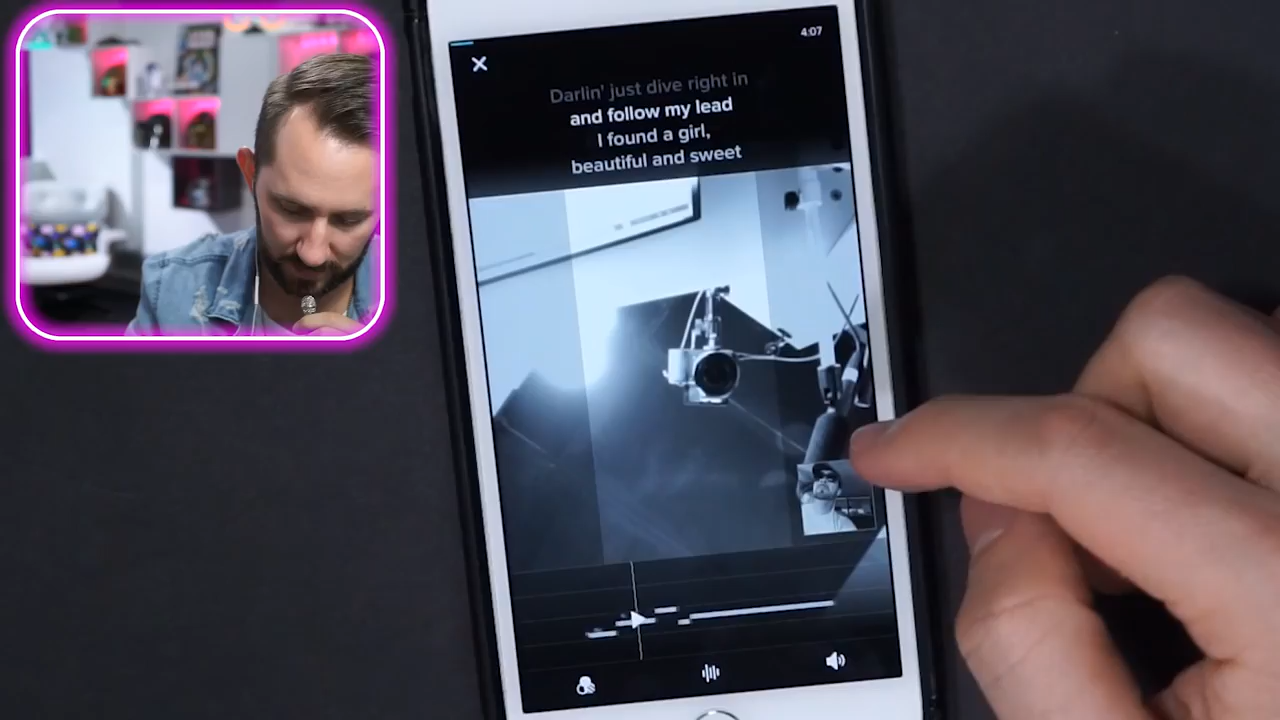 4:07
Darlin' just dive right in
and follow my lead
I found a girl,
beautiful and sweet